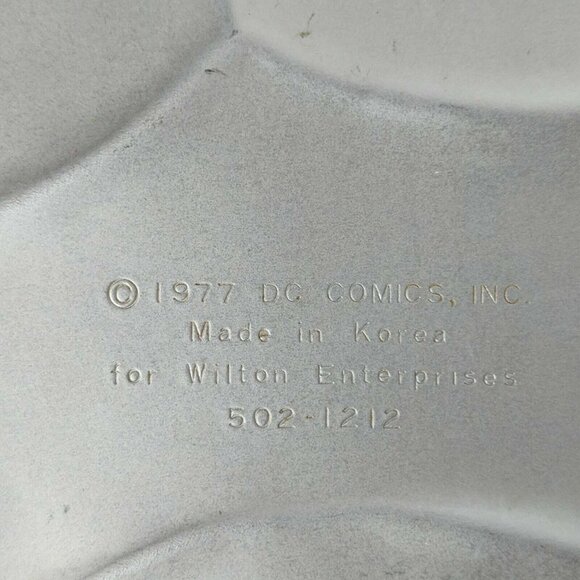 © 1977 DC COMICS, INC.
Made in Korea
for Wilton Enterprises
502-1212